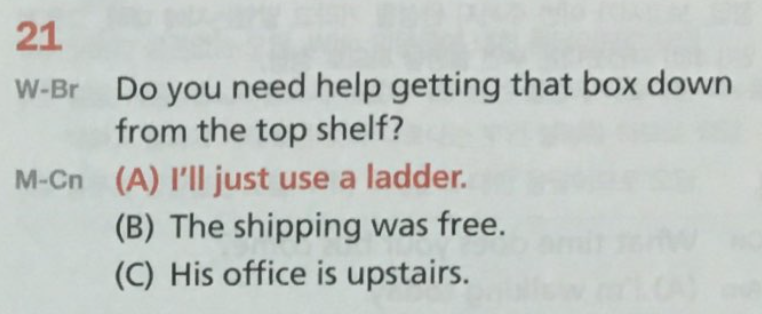 21
W-Br Do you need help getting that box down
from the top shelf?
M-Cn (A) I'll just use a ladder.
(B) The shipping was free.
(C) His office is upstairs.